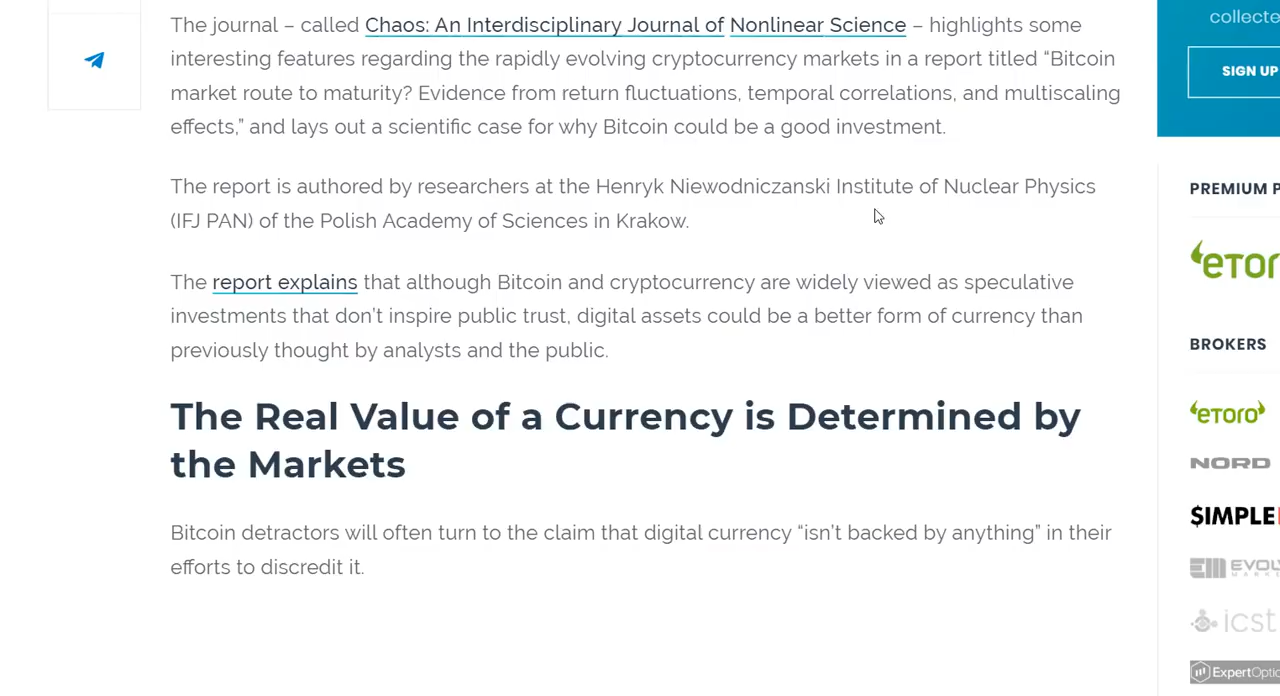 The journal – called Chaos: An Interdisciplinary Journal of Nonlinear Science – highlights some
interesting features regarding the rapidly evolving cryptocurrency markets in a report titled “Bitcoin
market route to maturity? Evidence from return fluctuations, temporal correlations, and multiscaling
effects,” and lays out a scientific case for why Bitcoin could be a good investment.
The report is authored by researchers at the Henryk Niewodniczanski Institute of Nuclear Physics
(IFJ PAN) of the Polish Academy of Sciences in Krakow.
The report explains that although Bitcoin and cryptocurrency are widely viewed as speculative
investments that don’t inspire public trust, digital assets could be a better form of currency than
previously thought by analysts and the public.
The Real Value of a Currency is Determined by
the Markets
Bitcoin detractors will often turn to the claim that digital currency “isn’t backed by anything” in their
efforts to discredit it.
collecte
SIGN UP
PREMIUM P
eTor
BROKERS
eToro
NORD
$IMPLE
EVOL
icst
ExpertOptio